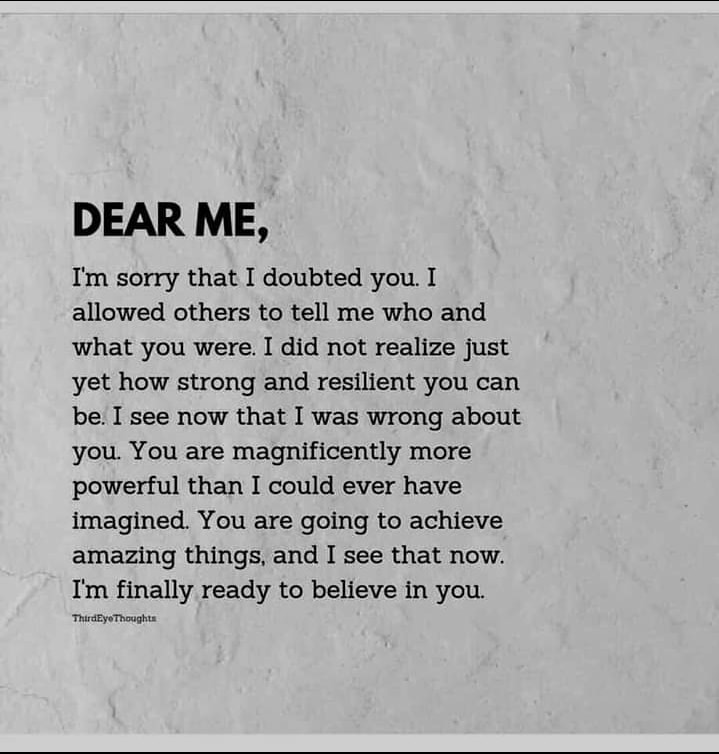 DEAR ME,
I'm sorry that I doubted you. I
allowed others to tell me who and
what you were. I did not realize just
yet how strong and resilient you can
be. I see now that I was wrong about
you. You are magnificently more
powerful than I could ever have
imagined. You are going to achieve
amazing things, and I see that now.
I'm finally ready to believe in you.
ThirdEyeThoughts